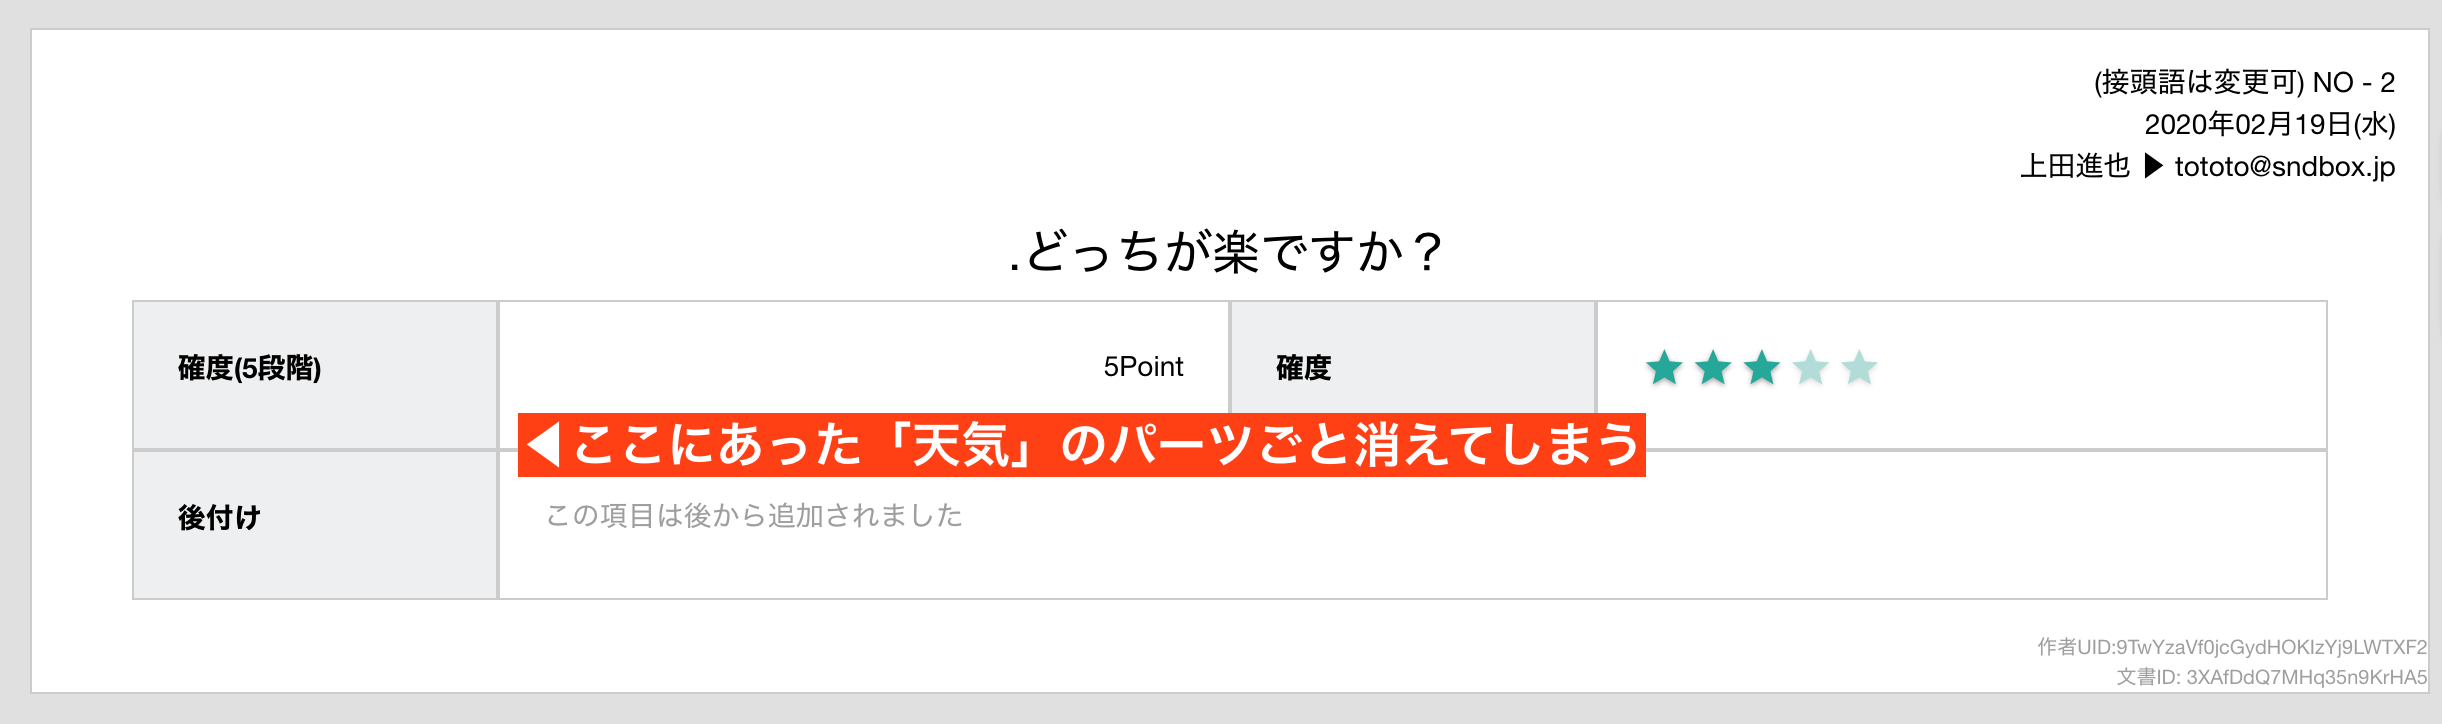 (接頭語は変更可) NO - 2
2020年02月19日(水)
上田進也 ▶ tototo@sndbox.jp
.どっちが楽ですか？
確度(5段階)
5Point
確度
◀ここにあった「天気」のパーツごと消えてしまう
後付け
この項目は後から追加されました
作者UID:9TwYzaVf0jcGydHOKIzYj9LWTXF2
文書ID: 3XAfDdQ7MHq35n9KrHA5